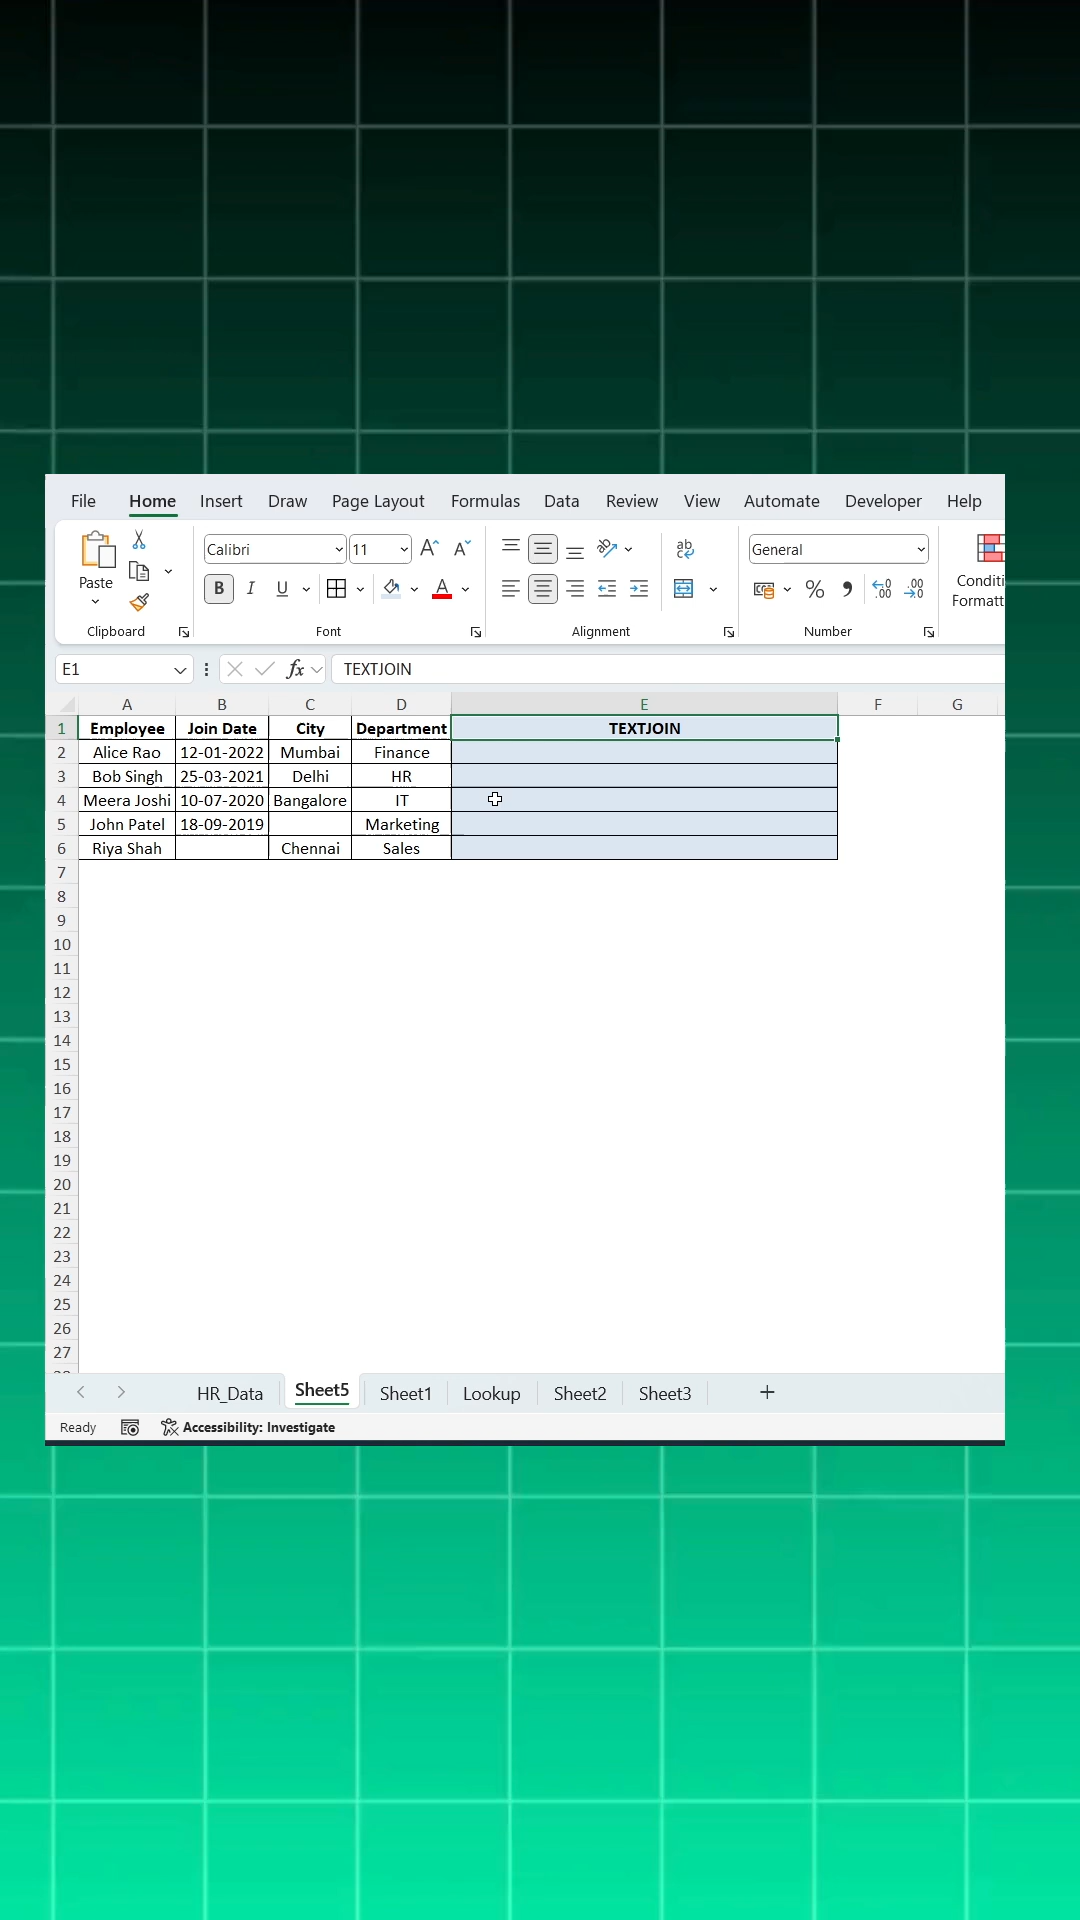 File Home Insert Draw Page Layout Formulas Data Review View Automate Developer Help
Paste
Calibri 11
General
B I U
A
ab
Conditi
Formatt
Clipboard Font Alignment Number
E1 fx TEXTJOIN
A B C D E F G
1 Employee Join Date City Department TEXTJOIN
2 Alice Rao 12-01-2022 Mumbai Finance
3 Bob Singh 25-03-2021 Delhi HR
4 Meera Joshi 10-07-2020 Bangalore IT
5 John Patel 18-09-2019 Marketing
6 Riya Shah Chennai Sales
7
8
9
10
11
12
13
14
15
16
17
18
19
20
21
22
23
24
25
26
27
HR_Data Sheet5 Sheet1 Lookup Sheet2 Sheet3 +
Ready Accessibility: Investigate